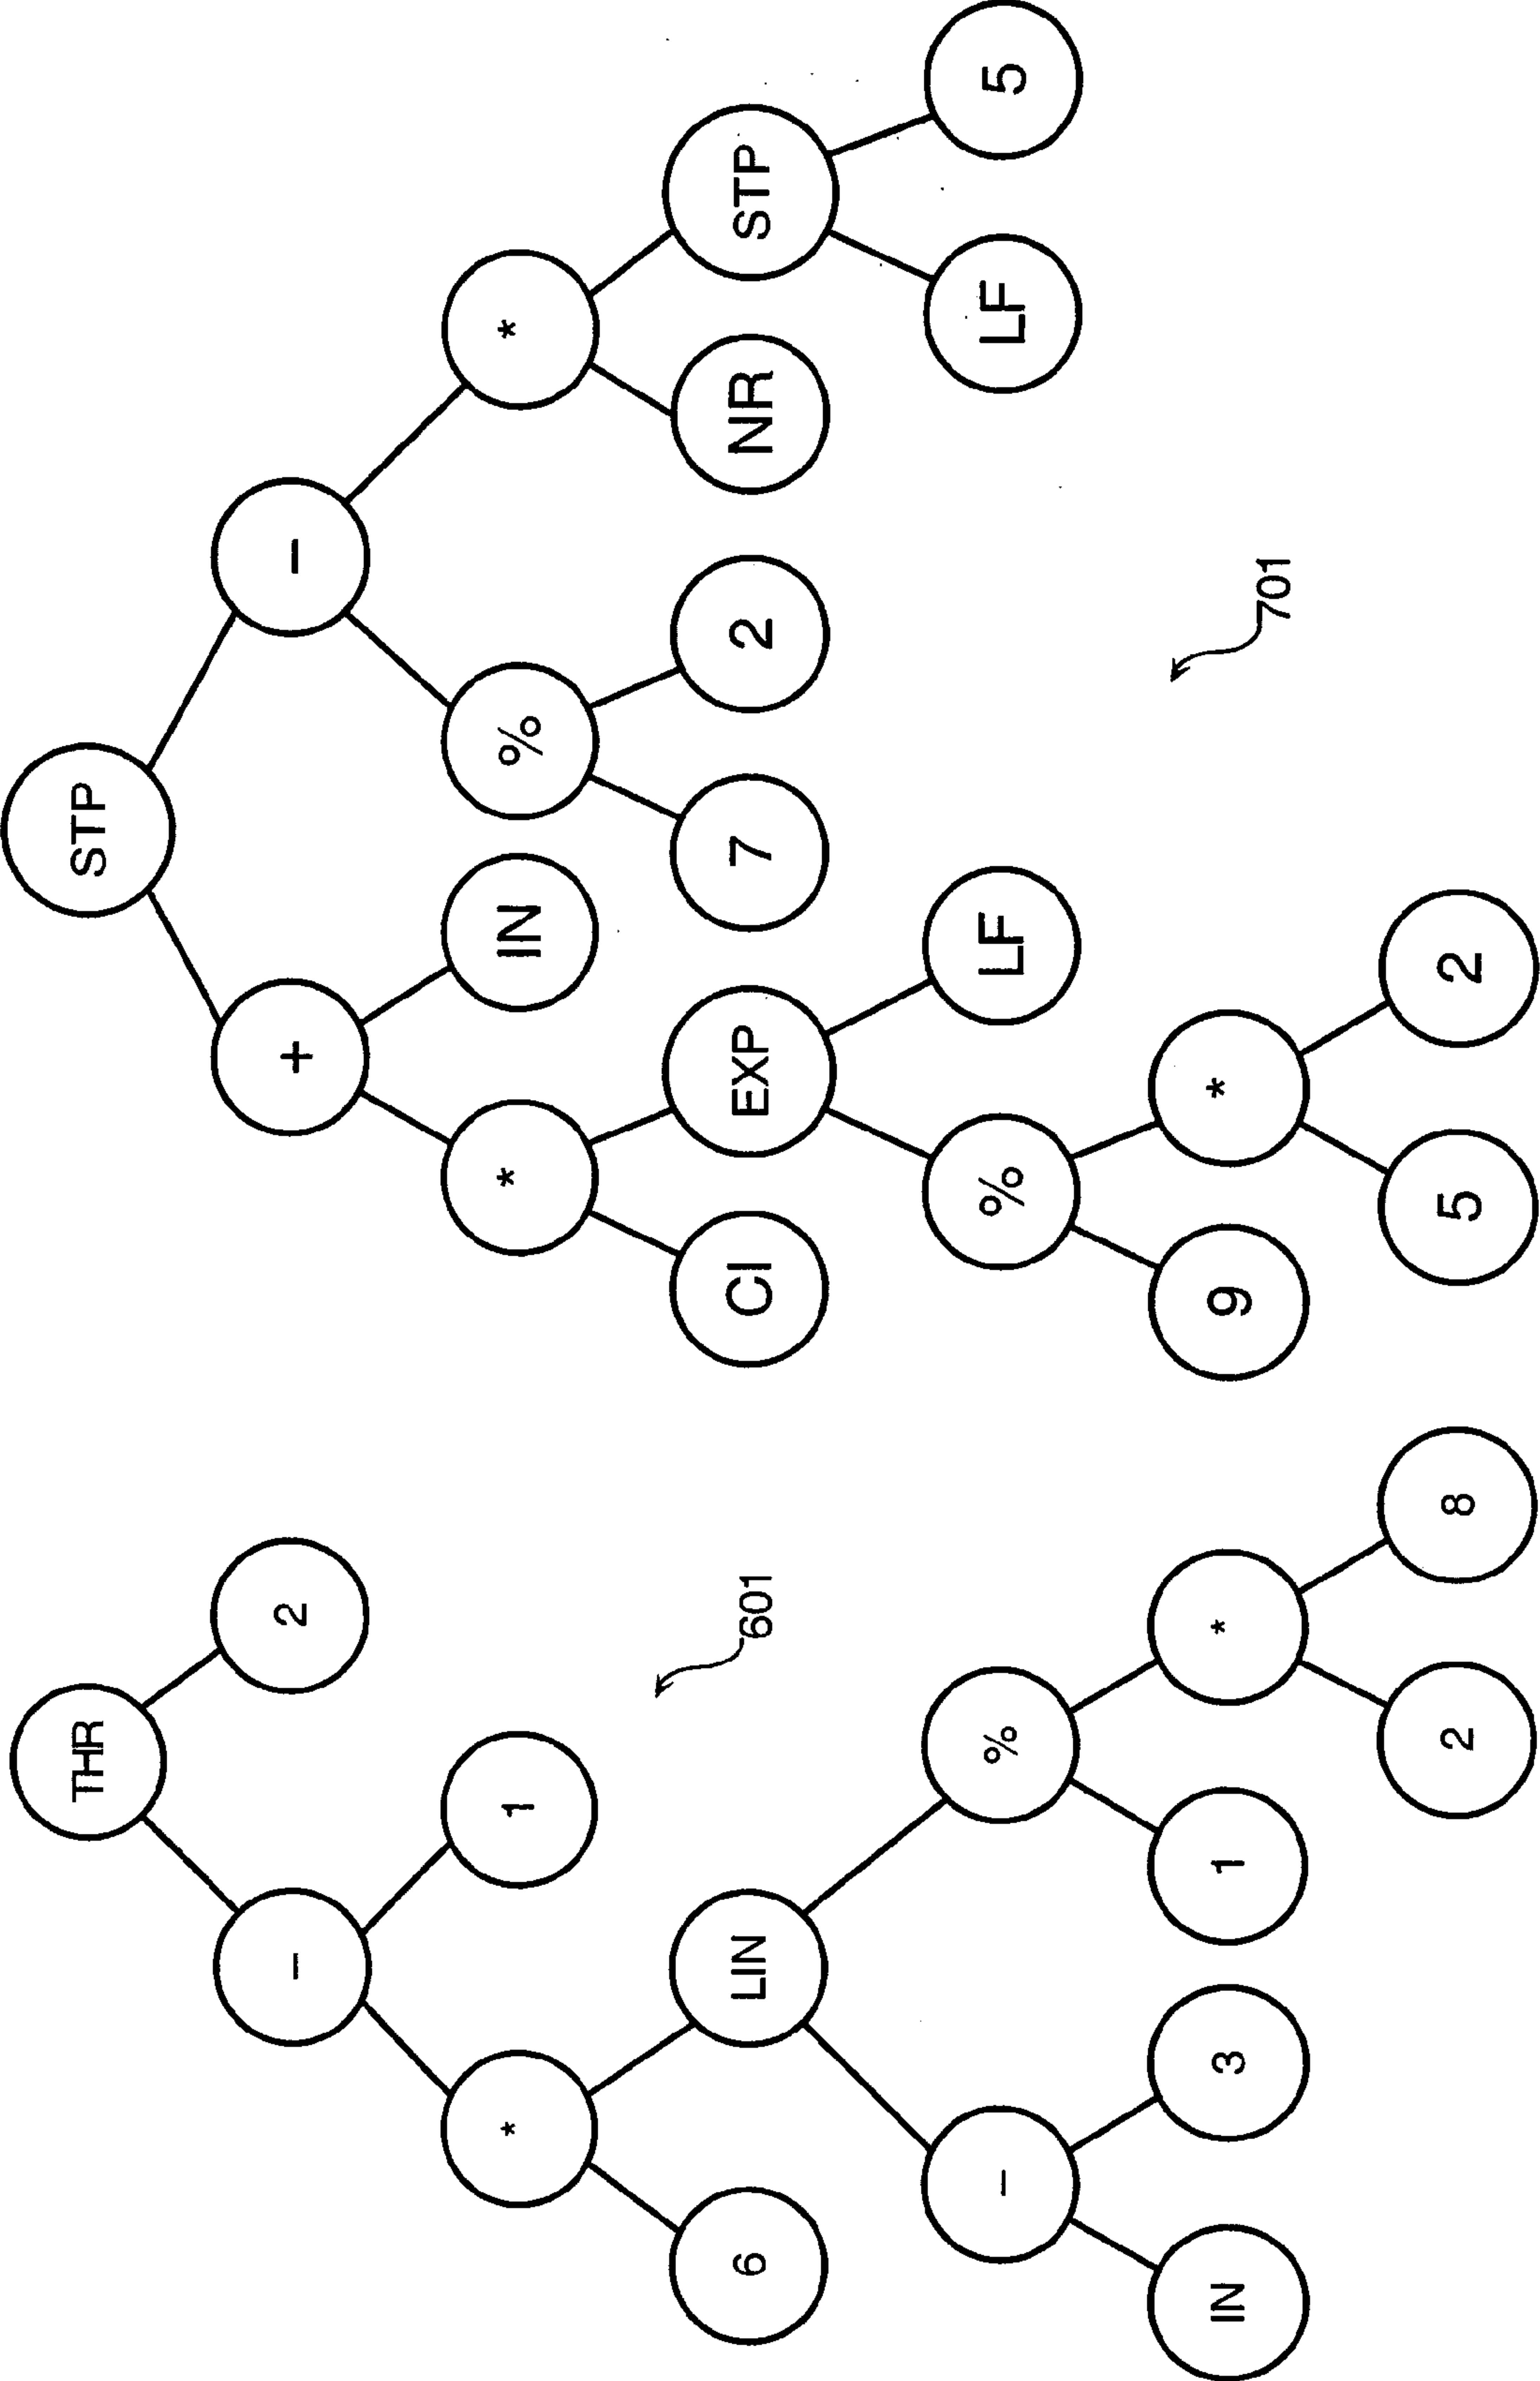 THR
− 2
* 1
6 LIN 601
− %
IN 3 1 *
2 8
STP
+ −
* IN % *
CI EXP 7 2 NR STP
% LF LF 5
9 * 701
5 2